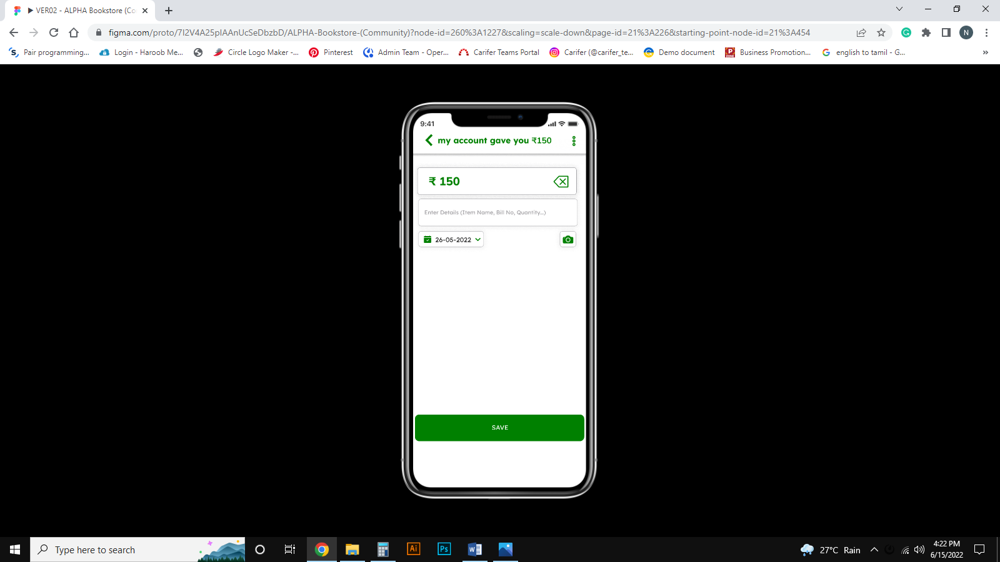 VER02 - ALPHA Bookstore (Co
figma.com/proto/7I2V4A25pIAAnUcSeDbzbD/ALPHA-Bookstore-(Community)?node-id=260%3A1227&scaling=scale-down&page-id=21%3A226&starting-point-node-id=21%3A454
N
Pair programming...
Login - Haroob Me...
Circle Logo Maker -...
Pinterest
Admin Team - Oper...
Carifer Teams Portal
Carifer (@carifer_te...
Demo document
Business Promotion...
english to tamil - G...
»
9:41
my account gave you ₹150
₹ 150
Enter Details (Item Name, Bill No, Quantity...)
26-05-2022
SAVE
Type here to search
Ai
Ps
W
27°C Rain
4:22 PM
6/15/2022